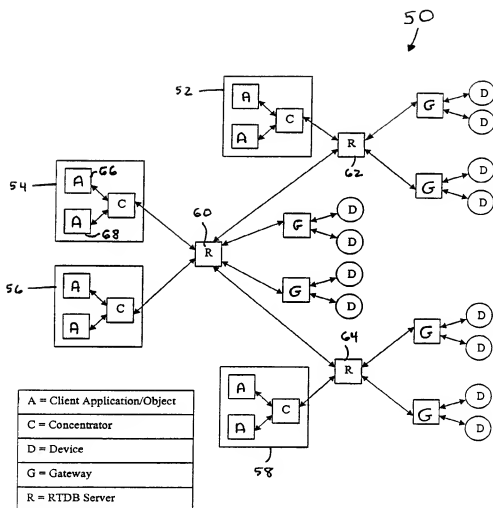 50
52
A
A
C
R
62
G
D
D
G
D
D
54
A
66
A
68
C
60
R
G
D
D
G
D
D
56
A
A
C
64
R
G
D
D
G
D
D
A
A
C
58
A = Client Application/Object
C = Concentrator
D = Device
G = Gateway
R = RTDB Server